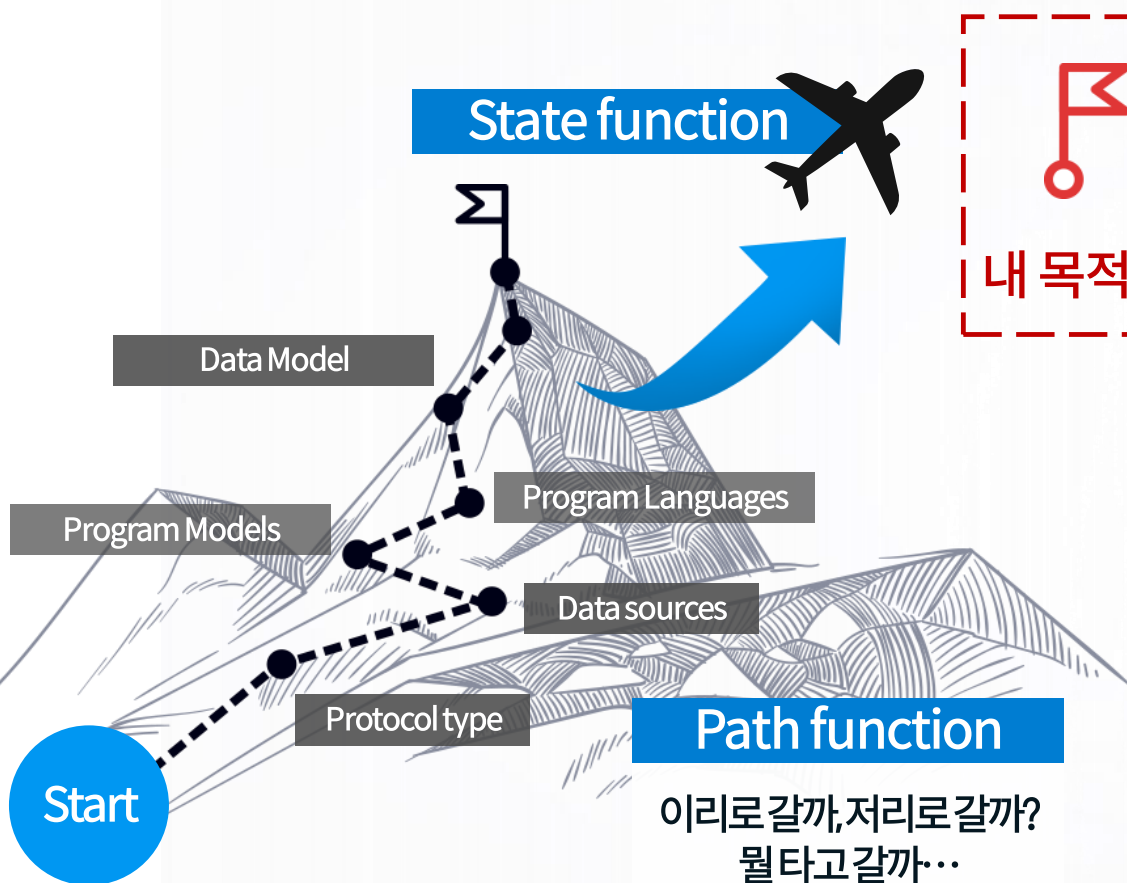 State function
내 목적
Data Model
Program Languages
Program Models
Data sources
Protocol type
Path function
Start
이리로 갈까, 저리로 갈까?
뭘 타고 갈까…